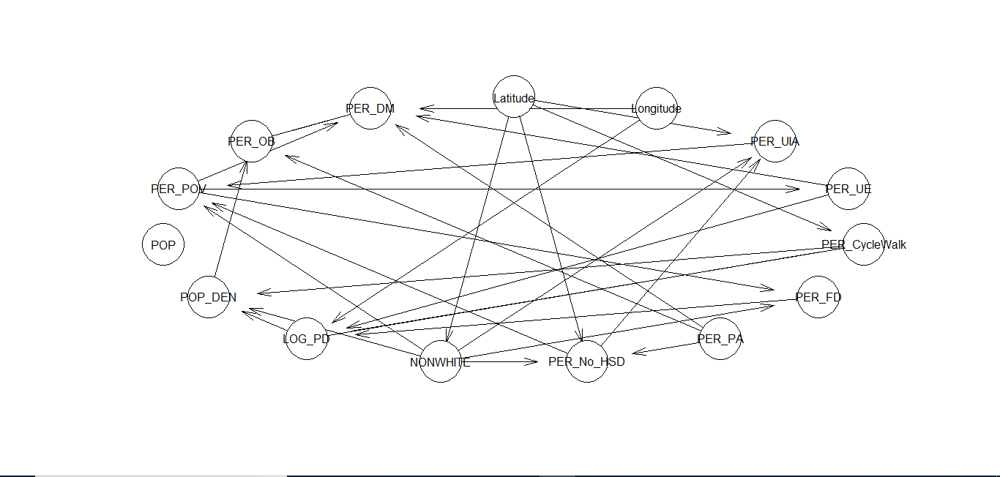 Latitude
PER_DM
Longitude
PER_OB
PER_UIA
PER_POV
PER_UE
POP
PER_CycleWalk
POP_DEN
PER_FD
LOG_PD
PER_PA
NONWHITE
PER_No_HSD